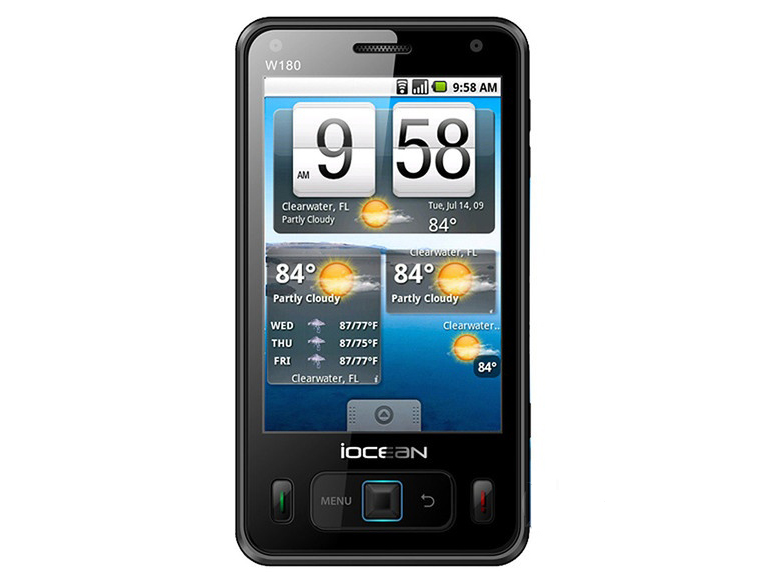 W180
9:58 AM
AM 9 58
Clearwater, FL
Partly Cloudy
Tue, Jul 14, 09
84°
84°
Partly Cloudy
WED 87/77°F
THU 87/75°F
FRI 87/77°F
Clearwater, FL
i
Clearwater, FL
84°
Partly Cloudy
Clearwater..
84°
iOCEAN
MENU